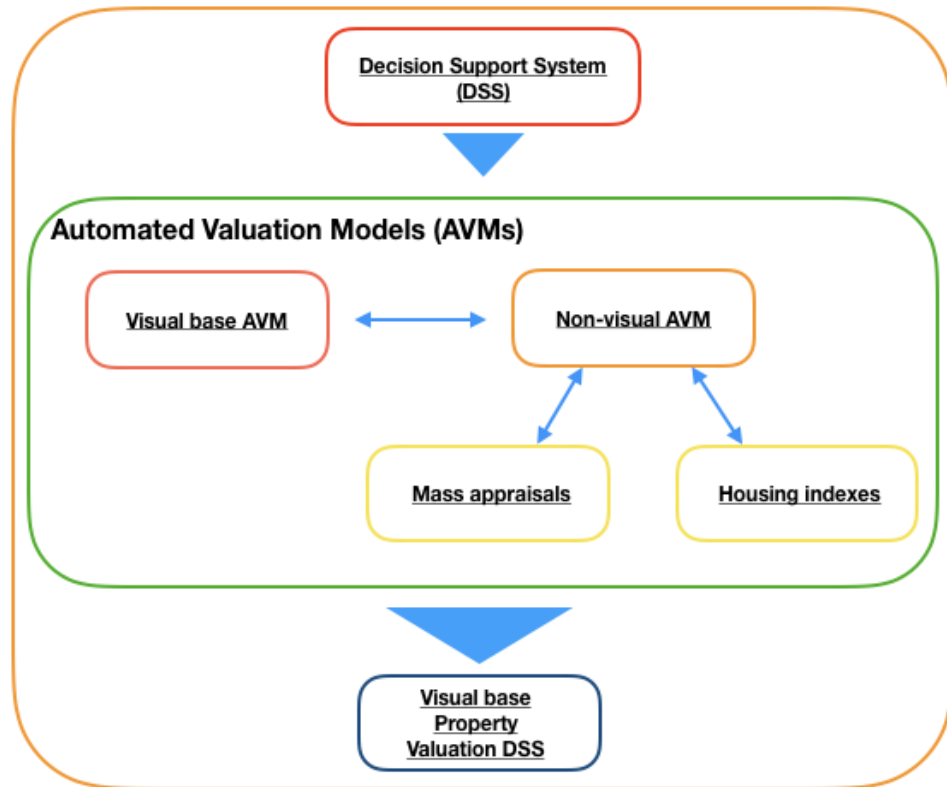 Decision Support System
(DSS)
Automated Valuation Models (AVMs)
Visual base AVM
Non-visual AVM
Mass appraisals
Housing indexes
Visual base
Property
Valuation DSS